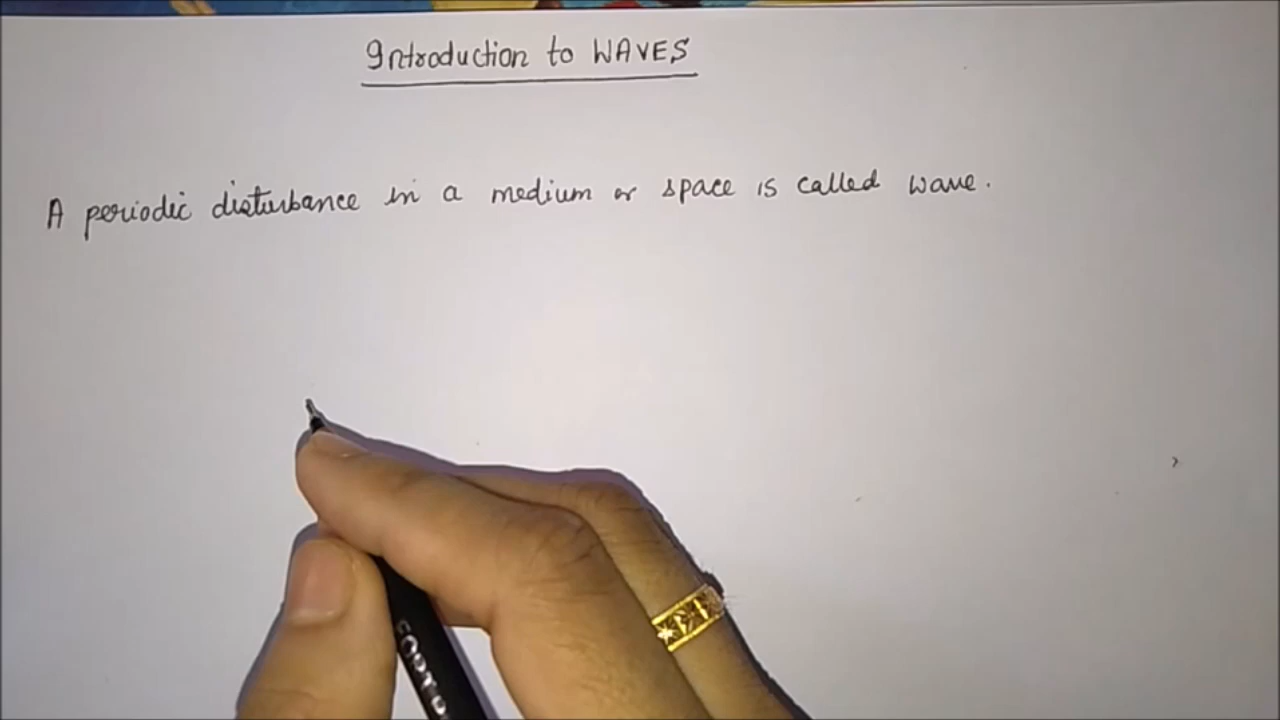 Introduction to WAVES
A periodic disturbance in a medium or space is called wave.